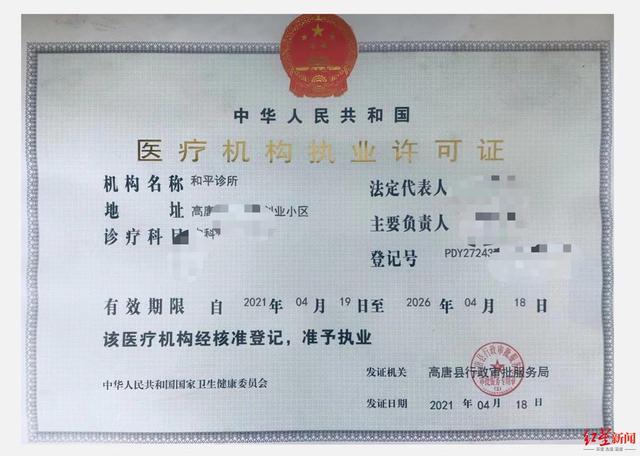 中华人民共和国
医疗机构执业许可证
机构名称 和平诊所
法定代表人
地 址 高唐 业小区
主要负责人
诊疗科目 科
登记号 PDY27243
有效期限 自 2021 年 04 月 19 日至 2026 年 04 月 18 日
该医疗机构经核准登记，准予执业
中华人民共和国国家卫生健康委员会
发证机关 高唐县行政审批服务局
发证日期 2021 年 04 月 18 日
红星新闻